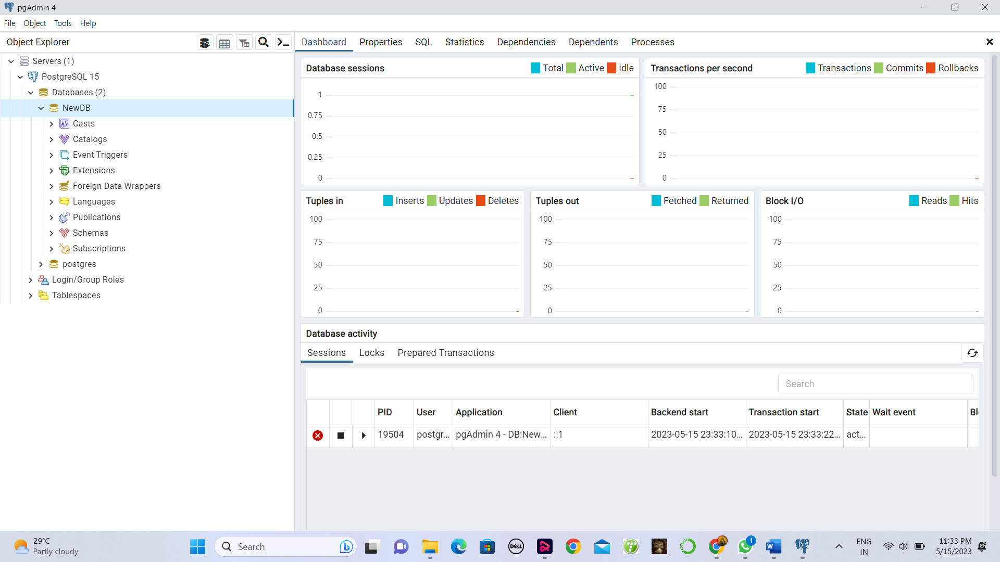 pgAdmin 4
File Object Tools Help
Object Explorer
Dashboard Properties SQL Statistics Dependencies Dependents Processes
Servers (1)
PostgreSQL 15
Databases (2)
NewDB
Casts
Catalogs
Event Triggers
Extensions
Foreign Data Wrappers
Languages
Publications
Schemas
Subscriptions
postgres
Login/Group Roles
Tablespaces
Database sessions Total Active Idle
1
0.75
0.5
0.25
0
Transactions per second Transactions Commits Rollbacks
100
75
50
25
0
Tuples in Inserts Updates Deletes
100
75
50
25
0
Tuples out Fetched Returned
100
75
50
25
0
Block I/O Reads Hits
100
75
50
25
0
Database activity
Sessions Locks Prepared Transactions
Search
PID User Application Client Backend start Transaction start State Wait event Bl
19504 postgr... pgAdmin 4 - DB:New... ::1 2023-05-15 23:33:10... 2023-05-15 23:33:22... act...
29°C
Partly cloudy
Search
DELL
1
ENG
IN
11:33 PM
5/15/2023